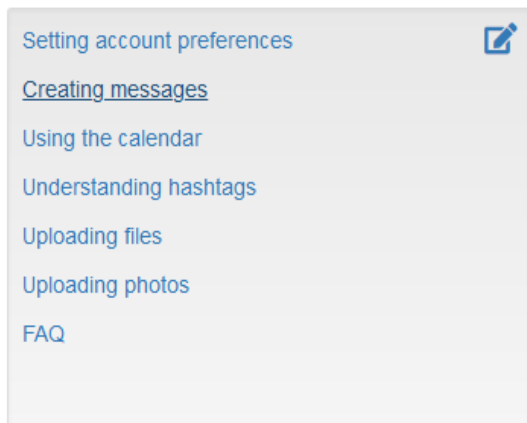 Setting account preferences
Creating messages
Using the calendar
Understanding hashtags
Uploading files
Uploading photos
FAQ